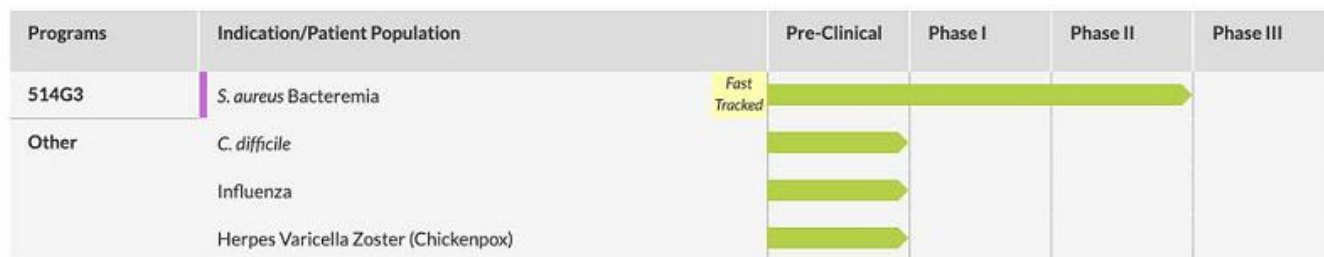 Programs Indication/Patient Population Pre-Clinical Phase I Phase II Phase III
514G3 S. aureus Bacteremia Fast Tracked
Other C. difficile
Influenza
Herpes Varicella Zoster (Chickenpox)